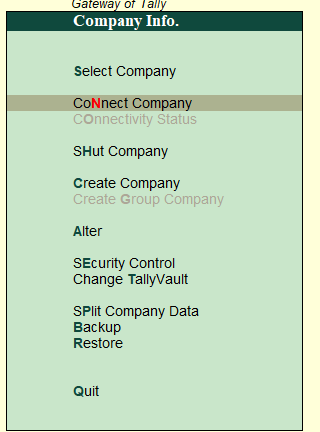 Gateway of Tally
Company Info.
Select Company
CoNnect Company
COnnectivity Status
SHut Company
Create Company
Create Group Company
Alter
SEcurity Control
Change TallyVault
SPlit Company Data
Backup
Restore
Quit